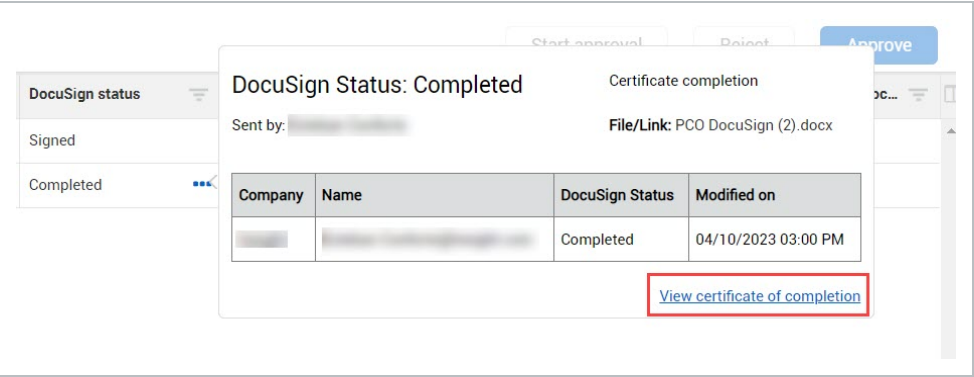 Start approval Reject Approve
DocuSign status
Signed
Completed
DocuSign Status: Completed
Certificate completion
Sent by:
File/Link: PCO DocuSign (2).docx
Company Name DocuSign Status Modified on
Completed 04/10/2023 03:00 PM
View certificate of completion